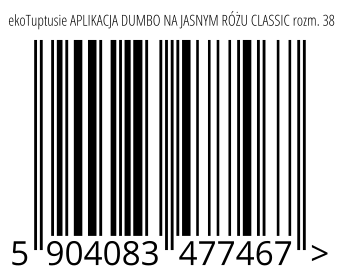 ekoTuptusie APLIKACJA DUMBO NA JASNYM RÓŻU CLASSIC rozm. 38
5 904083 477467 >